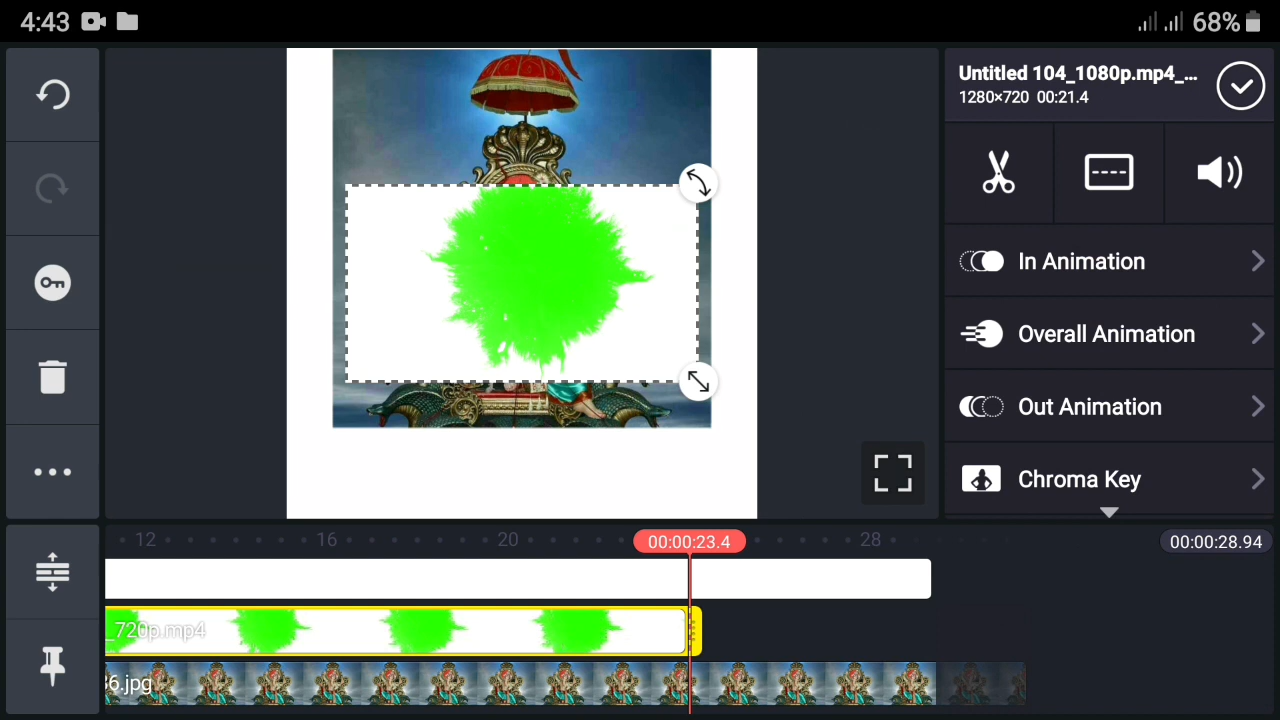 4:43
68%
Untitled 104_1080p.mp4_...
1280×720 00:21.4
In Animation
Overall Animation
Out Animation
Chroma Key
12
16
20
00:00:23.4
28
00:00:28.94
_720p.mp4
36.jpg